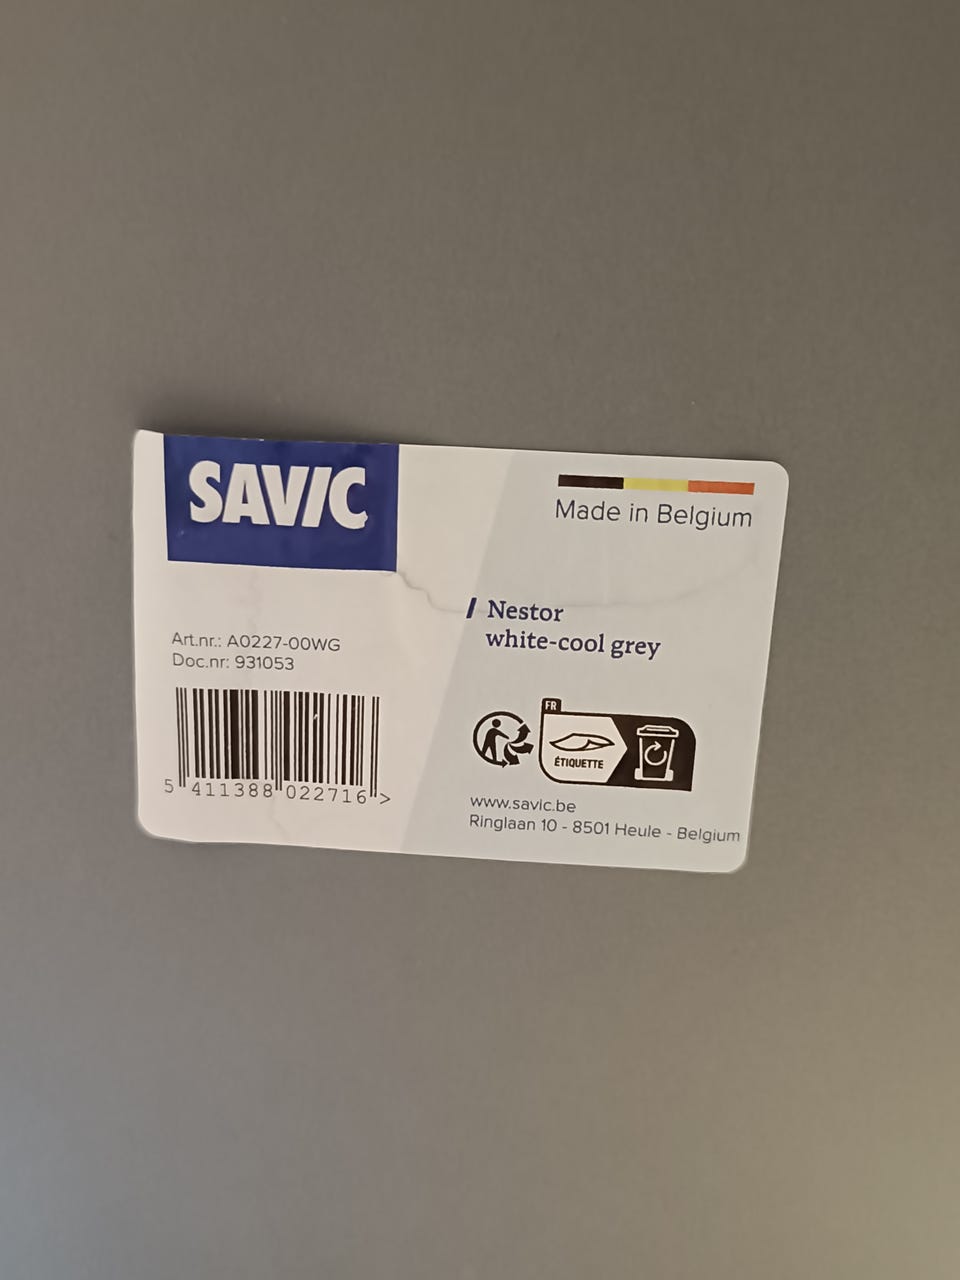 SAVIC
Made in Belgium
Nestor
white-cool grey
Art.nr.: A0227-00WG
Doc.nr: 931053
5 411388 022716 >
FR
ÉTIQUETTE
www.savic.be
Ringlaan 10 - 8501 Heule - Belgium